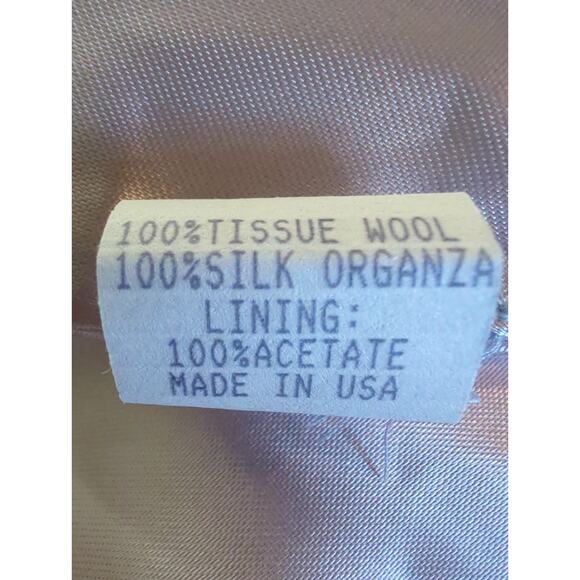 100%TISSUE WOOL
100%SILK ORGANZA
LINING:
100%ACETATE
MADE IN USA